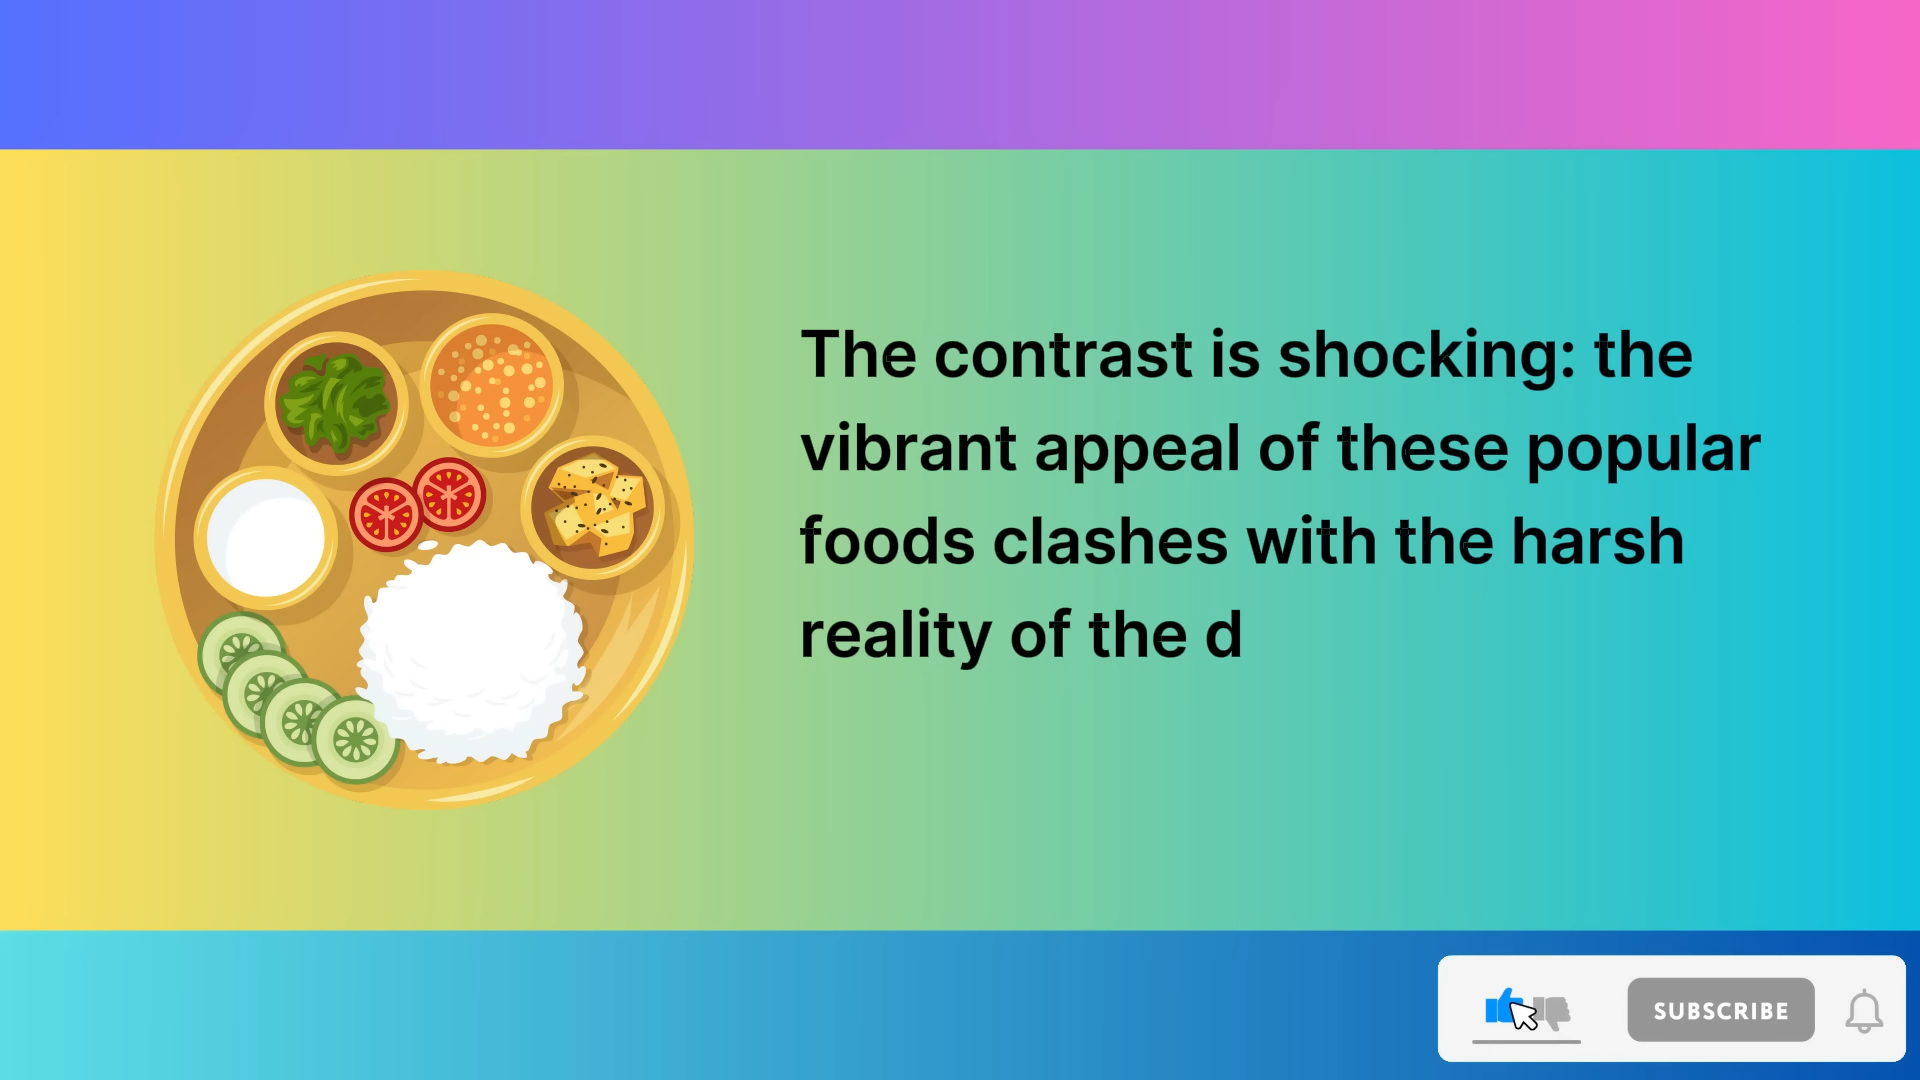 The contrast is shocking: the
vibrant appeal of these popular
foods clashes with the harsh
reality of the d
SUBSCRIBE